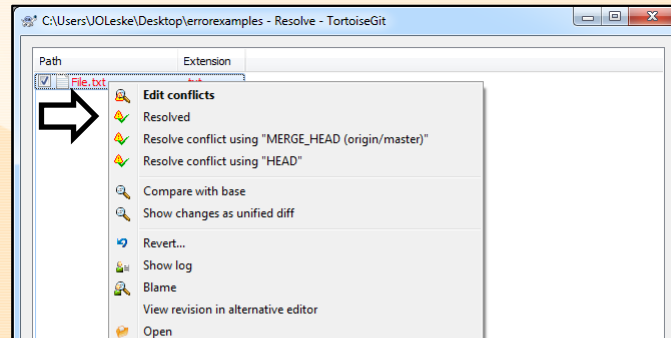 C:\Users\JOLeske\Desktop\errorexamples - Resolve - TortoiseGit
Path Extension
File.txt .txt
Edit conflicts
Resolved
Resolve conflict using "MERGE_HEAD (origin/master)"
Resolve conflict using "HEAD"
Compare with base
Show changes as unified diff
Revert...
Show log
Blame
View revision in alternative editor
Open